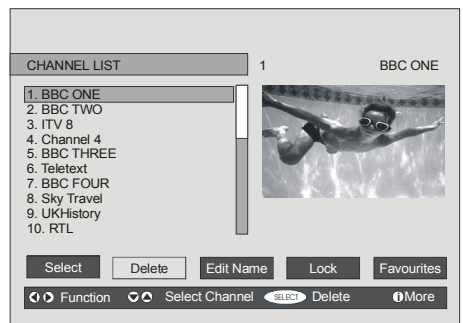 CHANNEL LIST
1 BBC ONE
1. BBC ONE
2. BBC TWO
3. ITV 8
4. Channel 4
5. BBC THREE
6. Teletext
7. BBC FOUR
8. Sky Travel
9. UKHistory
10. RTL
Select Delete Edit Name Lock Favourites
Function Select Channel SELECT Delete i More